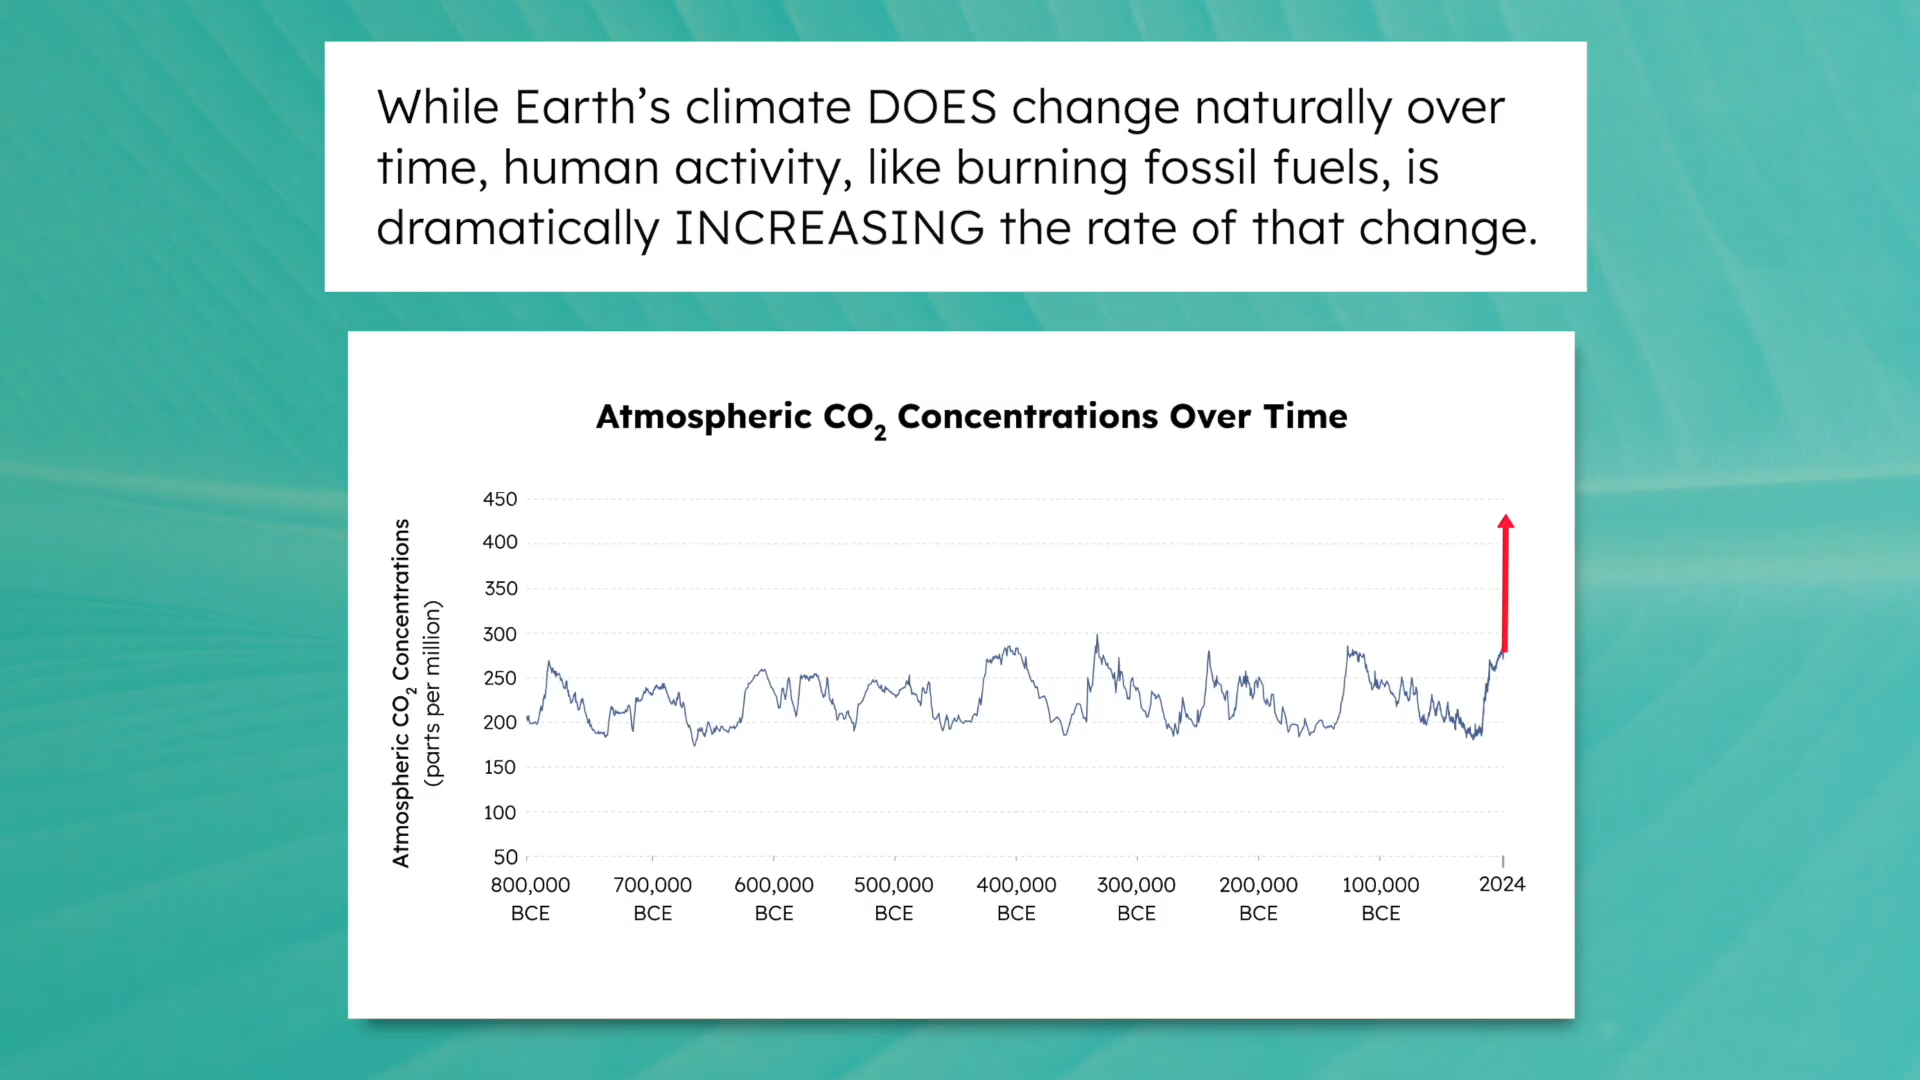 While Earth’s climate DOES change naturally over
time, human activity, like burning fossil fuels, is
dramatically INCREASING the rate of that change.
Atmospheric CO₂ Concentrations Over Time
Atmospheric CO₂ Concentrations
(parts per million)
450
400
350
300
250
200
150
100
50
800,000 700,000 600,000 500,000 400,000 300,000 200,000 100,000 2024
BCE BCE BCE BCE BCE BCE BCE BCE